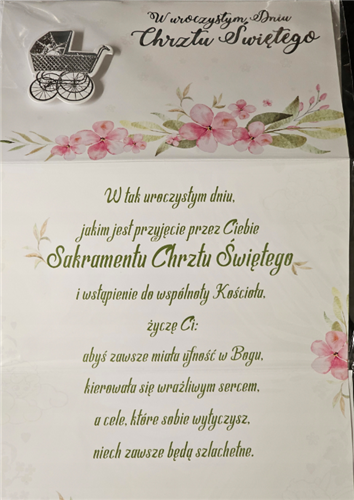 W uroczystym Dniu
Chrztu Świętego
W tak uroczystym dniu,
jakim jest przyjęcie przez Ciebie
Sakramentu Chrztu Świętego
i wstąpienie do wspólnoty Kościoła,
życzę Ci:
abyś zawsze miała ufność w Bogu,
kierowała się wrażliwym sercem,
a cele, które sobie wytyczysz,
niech zawsze będą szlachetne.